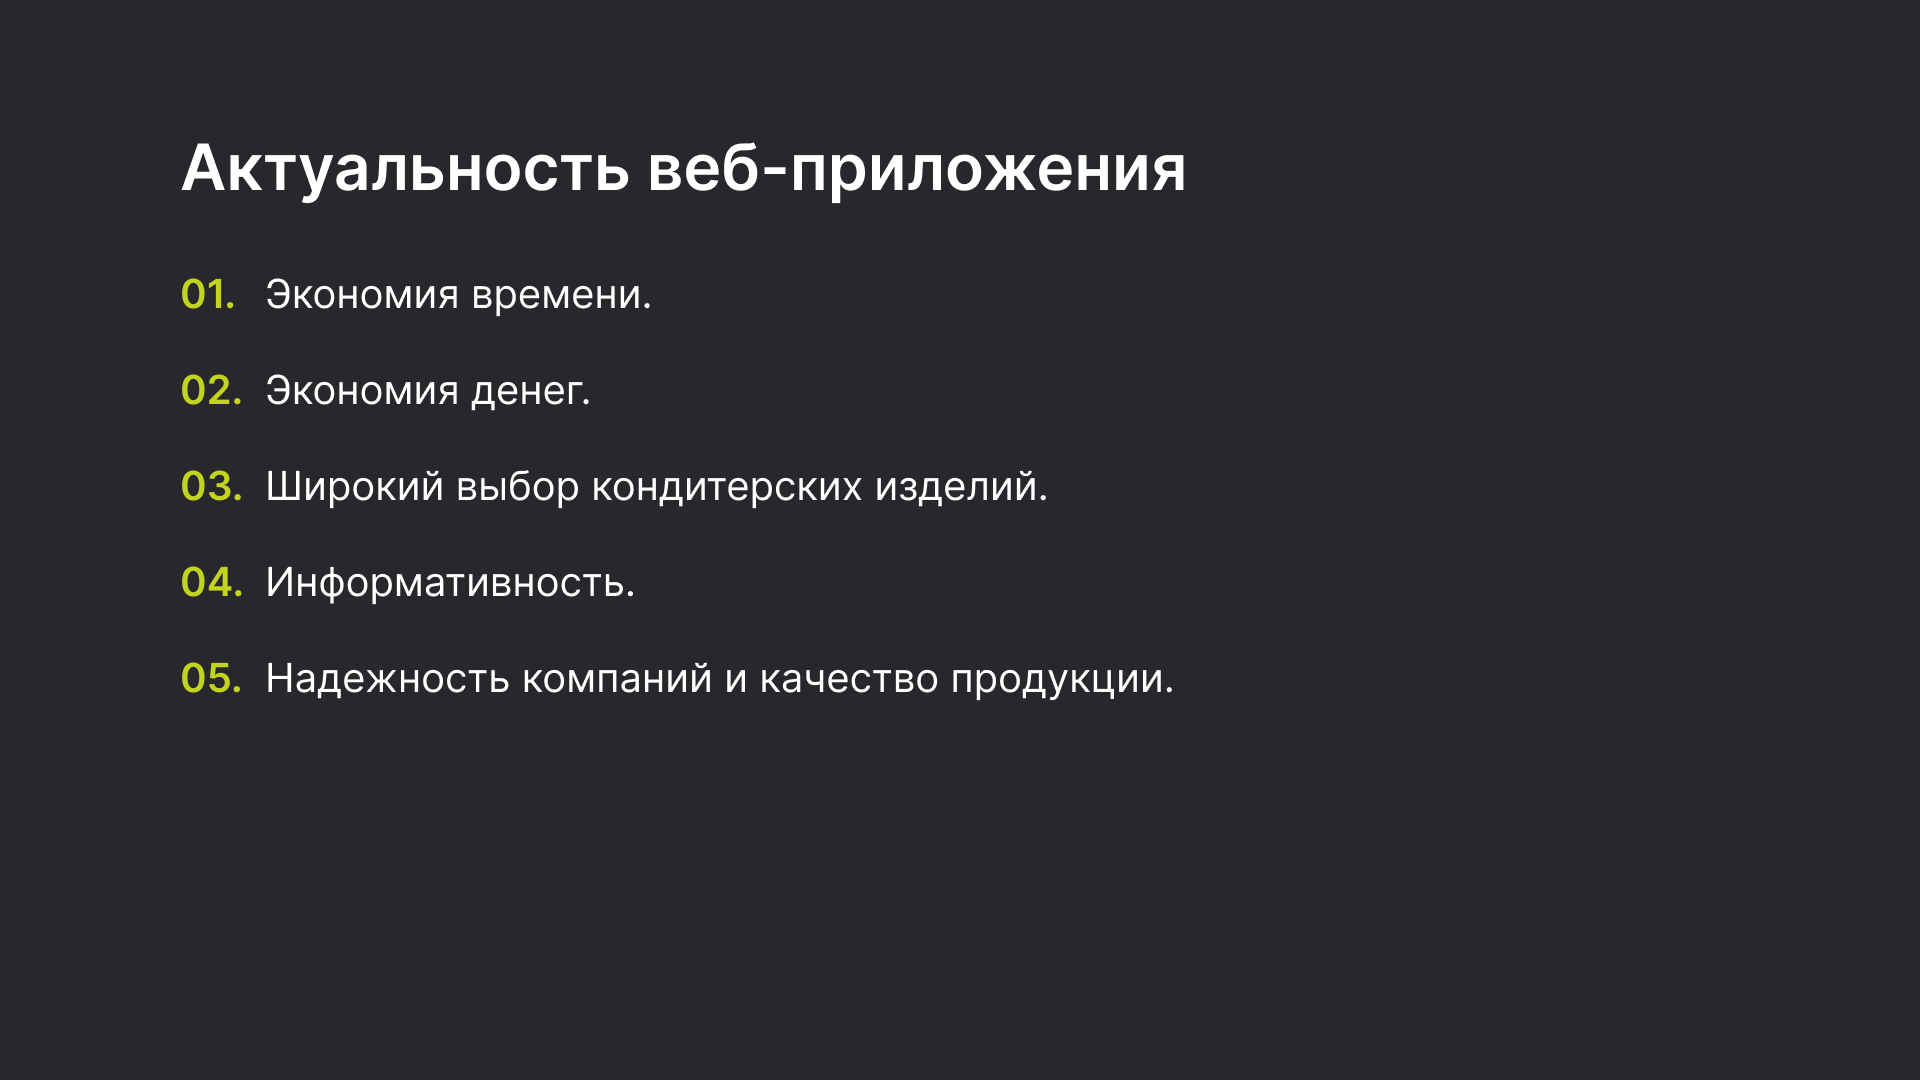 Актуальность веб-приложения
01. Экономия времени.
02. Экономия денег.
03. Широкий выбор кондитерских изделий.
04. Информативность.
05. Надежность компаний и качество продукции.